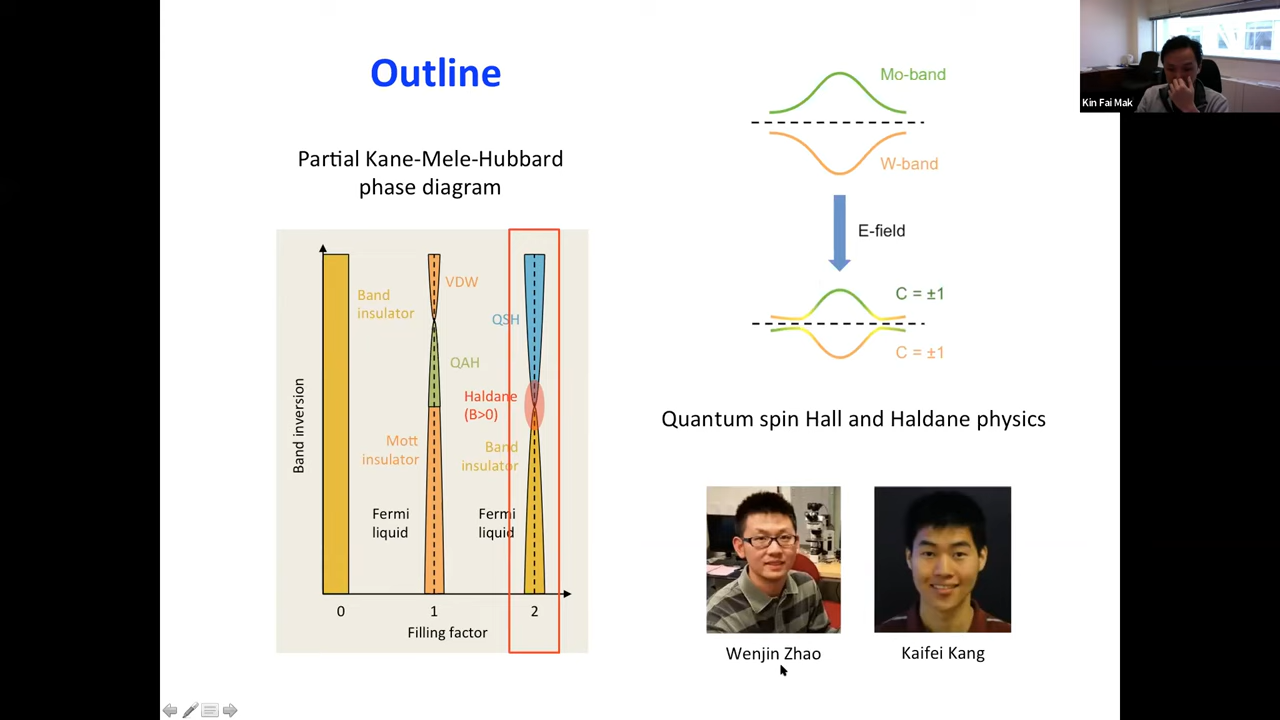 Outline
Partial Kane-Mele-Hubbard
phase diagram
Band inversion
Band
insulator
VDW
QAH
Mott
insulator
Fermi
liquid
QSH
Haldane
(B>0)
Band
insulator
Fermi
liquid
0
1
2
Filling factor
Mo-band
W-band
E-field
C = ±1
C = ±1
Quantum spin Hall and Haldane physics
Wenjin Zhao
Kaifei Kang
Kin Fai Mak